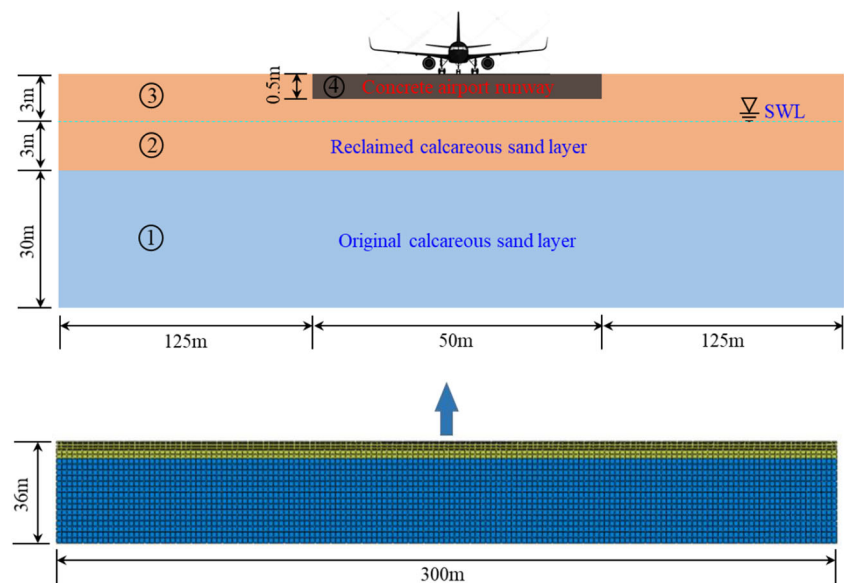 ④ Concrete airport runway
0.5m
③
3m
SWL
② Reclaimed calcareous sand layer
3m
① Original calcareous sand layer
30m
125m 50m 125m
36m
300m